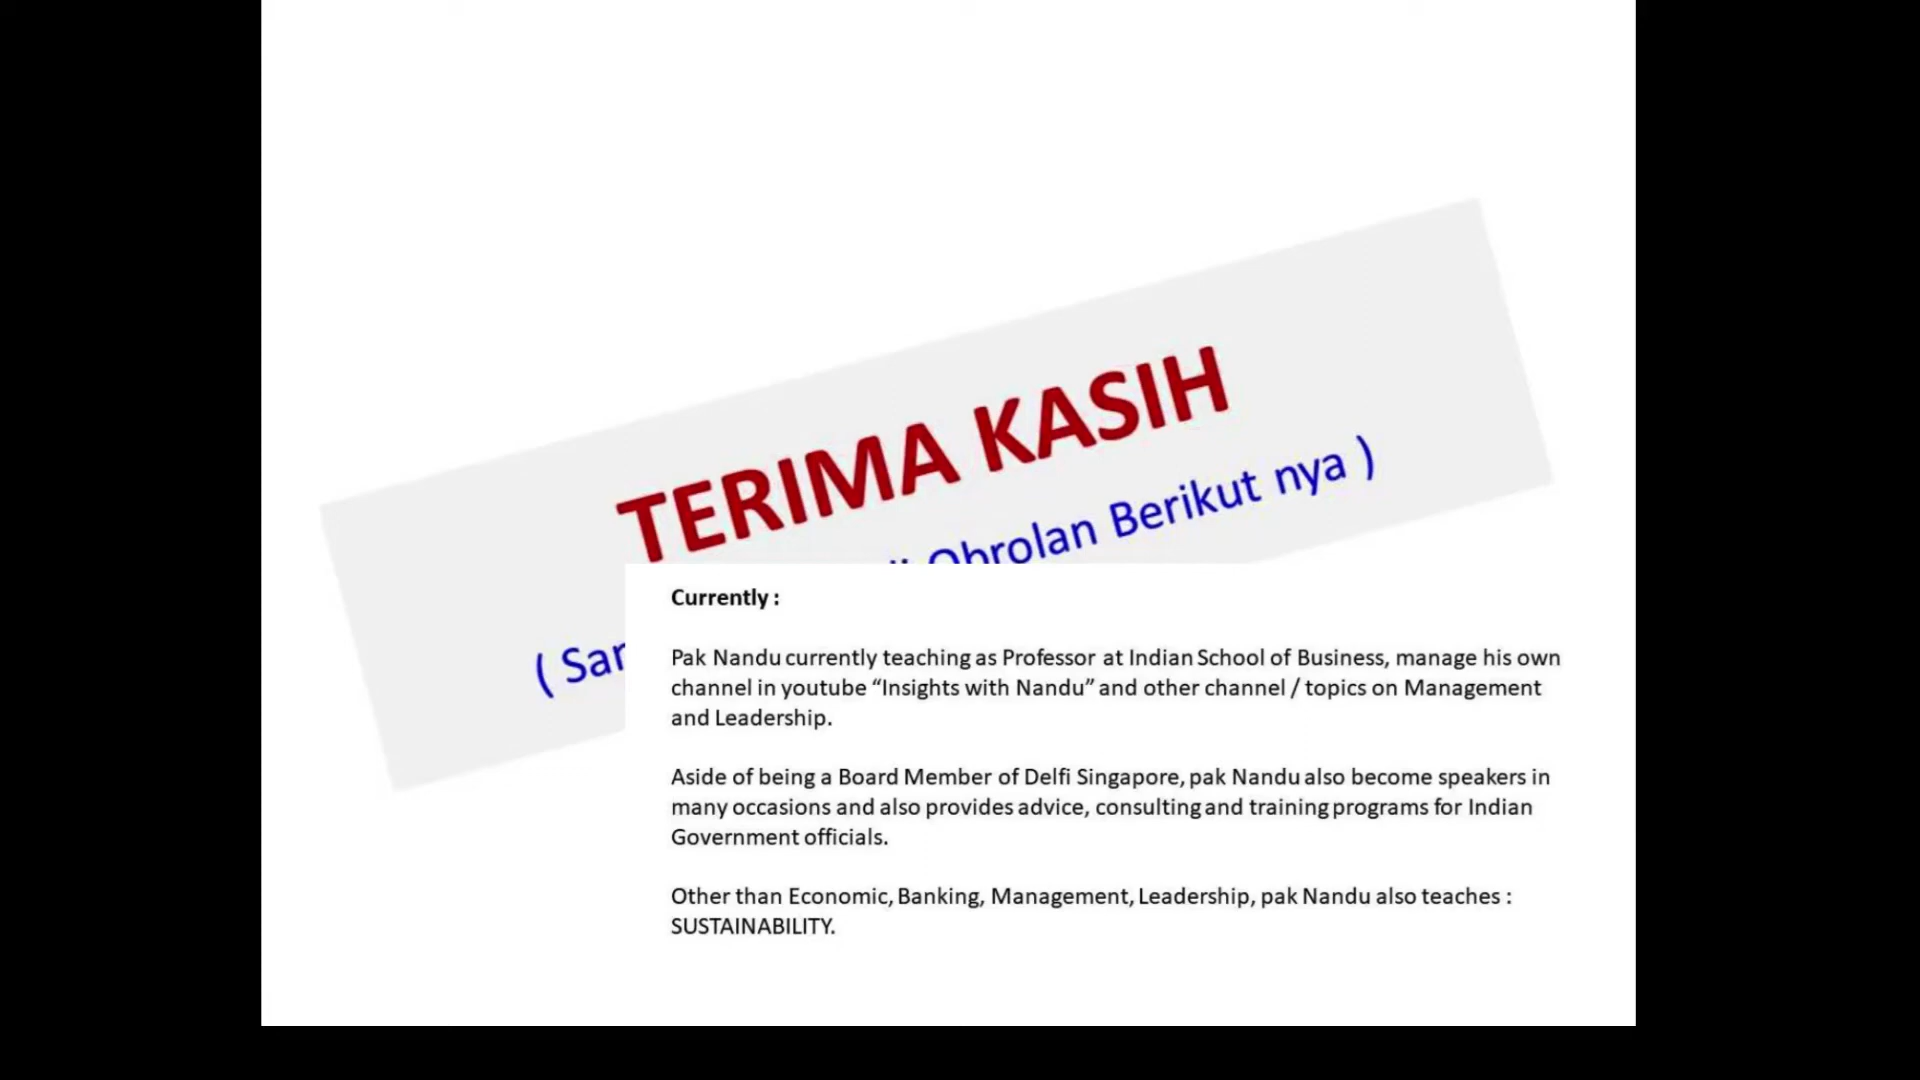 TERIMA KASIH
Obrolan Berikut nya )
( Sa
Currently :
Pak Nandu currently teaching as Professor at Indian School of Business, manage his own
channel in youtube “Insights with Nandu” and other channel / topics on Management
and Leadership.
Aside of being a Board Member of Delfi Singapore, pak Nandu also become speakers in
many occasions and also provides advice, consulting and training programs for Indian
Government officials.
Other than Economic, Banking, Management, Leadership, pak Nandu also teaches :
SUSTAINABILITY.